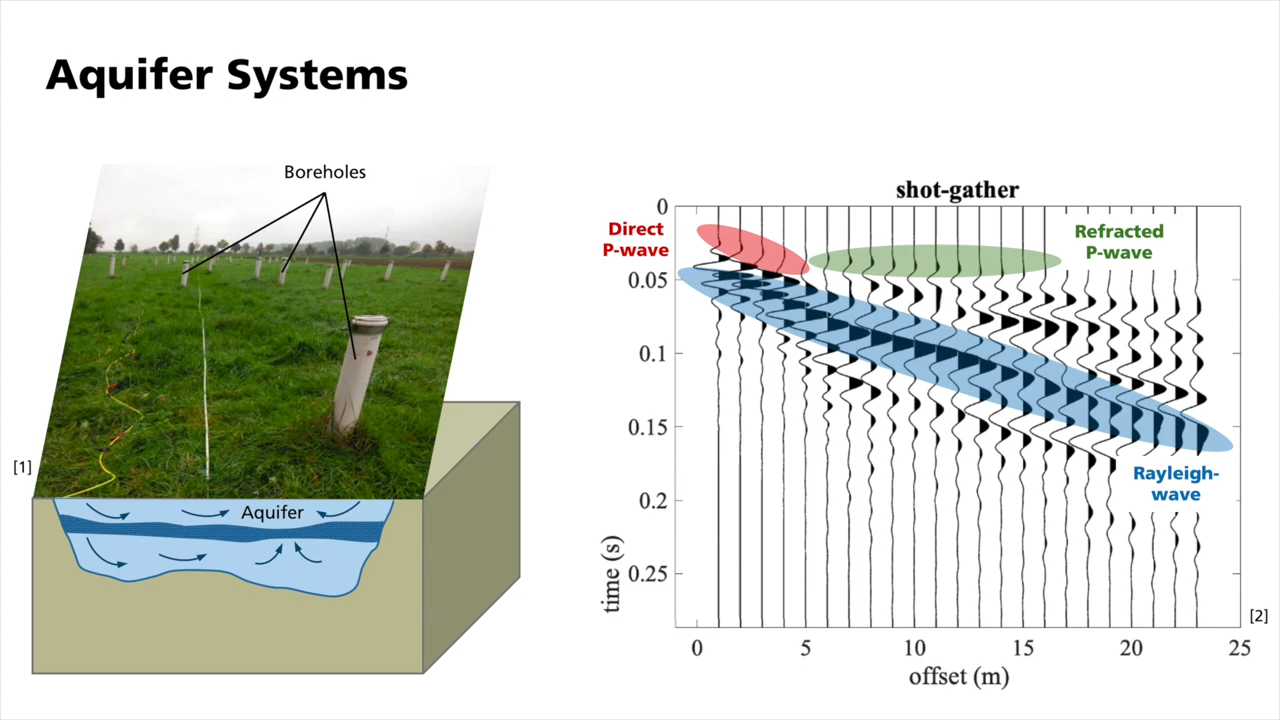 Aquifer Systems
Boreholes
[1]
Aquifer
shot-gather
Direct
P-wave
Refracted
P-wave
Rayleigh-
wave
0
0.05
0.1
0.15
0.2
0.25
time (s)
0 5 10 15 20 25
offset (m)
[2]